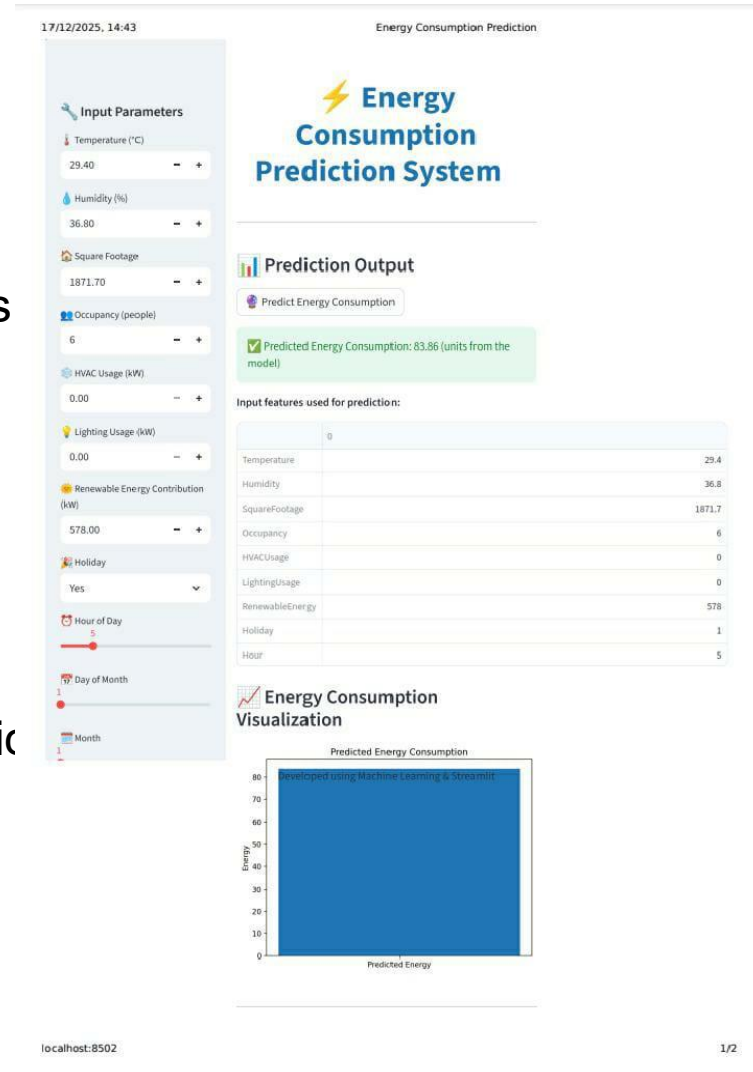 17/12/2025, 14:43
Energy Consumption Prediction
Input Parameters
Temperature (°C)
29.40
Humidity (%)
36.80
Square Footage
1871.70
Occupancy (people)
6
HVAC Usage (kW)
0.00
Lighting Usage (kW)
0.00
Renewable Energy Contribution
(kW)
578.00
Holiday
Yes
Hour of Day
5
Day of Month
1
Month
1
s
ic
Energy
Consumption
Prediction System
Prediction Output
Predict Energy Consumption
Predicted Energy Consumption: 83.86 (units from the
model)
Input features used for prediction:
0
Temperature 29.4
Humidity 36.8
SquareFootage 1871.7
Occupancy 6
HVACUsage 0
LightingUsage 0
RenewableEnergy 578
Holiday 1
Hour 5
Energy Consumption
Visualization
Predicted Energy Consumption
Developed using Machine Learning & Streamlit
80
70
60
50
40
30
20
10
0
Energy
Predicted Energy
localhost:8502
1/2